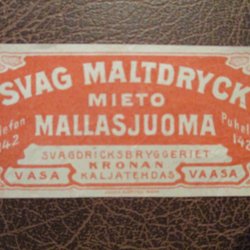 SVAG MALTDRYCK
MIETO
MALLASJUOMA
Telefon 142
Puhelin 142
SVAGDRICKSBRYGGERIET
KRONAN
VASA KALJATEHDAS VAASA